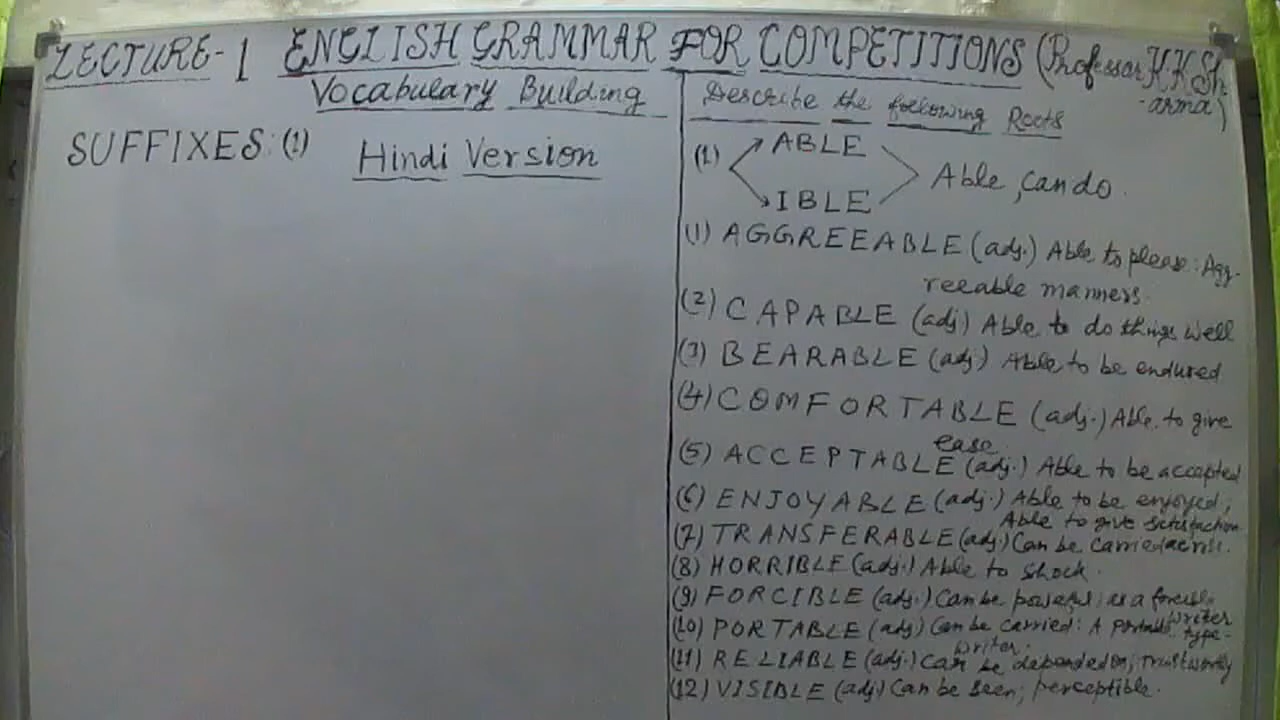 LECTURE-1 ENGLISH GRAMMAR FOR COMPETITIONS (Professor K K Sh
-arma)
Vocabulary Building
SUFFIXES: (1)
Hindi Version
Describe the following Roots
(1) ABLE
IBLE
Able, can do.
(1) AGGREEABLE (adj.) Able to please: Agg-
reeable manners.
(2) CAPABLE (adj) Able to do things well
(3) BEARABLE (adj) Able to be endured
(4) COMFORTABLE (adj.) Able to give
ease
(5) ACCEPTABLE (adj.) Able to be accepted
(6) ENJOYABLE (adj.) Able to be enjoyed;
Able to give satisfaction
(7) TRANSFERABLE (adj.) Can be carried
(8) HORRIBLE (adj.) Able to shock.
(9) FORCIBLE (adj.) Can be as a forcible
writer
(10) PORTABLE (adj) Can be carried: A portable type-
writer.
(11) RELIABLE (adj.) Can be depended on; trustworthy
(12) VISIBLE (adj) Can be seen; perceptible.